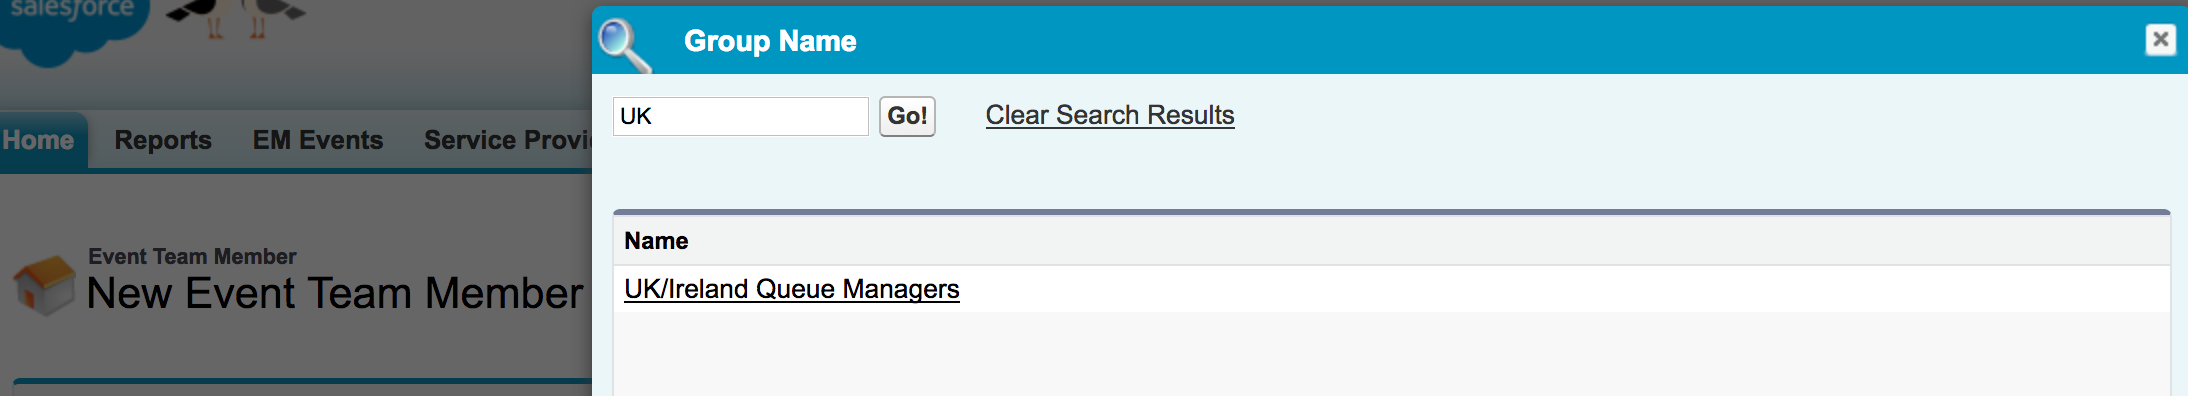 salesforce
Group Name
UK
Go!
Clear Search Results
Home
Reports
EM Events
Service Provi
Name
Event Team Member
New Event Team Member
UK/Ireland Queue Managers